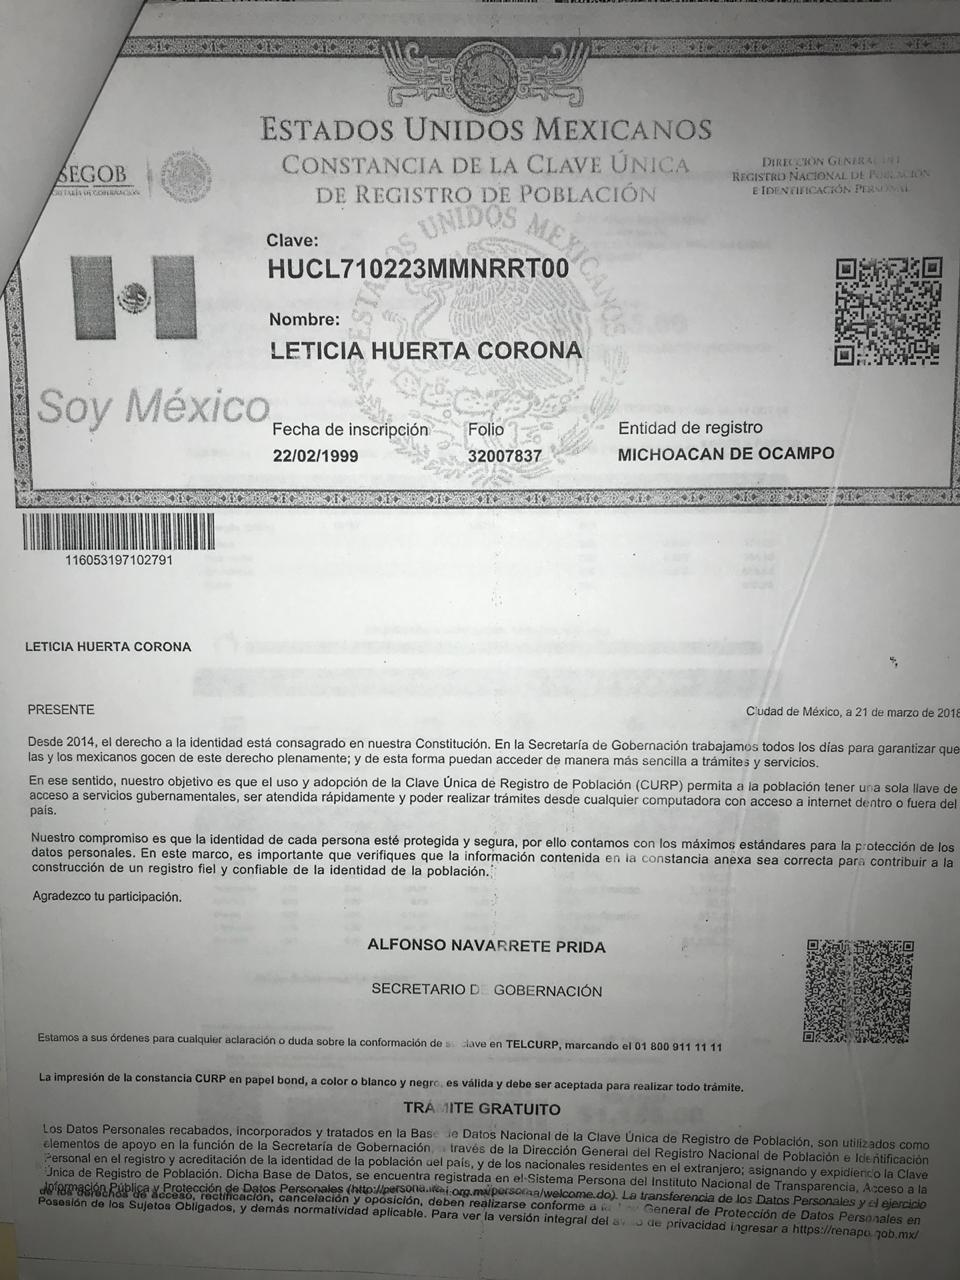 ESTADOS UNIDOS MEXICANOS
CONSTANCIA DE LA CLAVE ÚNICA
DE REGISTRO DE POBLACIÓN
SEGOB
DIRECCIÓN GENERAL DEL
REGISTRO NACIONAL DE POBLACIÓN
E IDENTIFICACIÓN PERSONAL
ESTADOS UNIDOS MEXICANOS
Clave:
HUCL710223MMNRRT00
Nombre:
LETICIA HUERTA CORONA
Soy México
Fecha de inscripción Folio Entidad de registro
22/02/1999 32007837 MICHOACAN DE OCAMPO
116053197102791
LETICIA HUERTA CORONA
PRESENTE
Ciudad de México, a 21 de marzo de 2018
Desde 2014, el derecho a la identidad está consagrado en nuestra Constitución. En la Secretaría de Gobernación trabajamos todos los días para garantizar que
las y los mexicanos gocen de este derecho plenamente; y de esta forma puedan acceder de manera más sencilla a trámites y servicios.
En ese sentido, nuestro objetivo es que el uso y adopción de la Clave Única de Registro de Población (CURP) permita a la población tener una sola llave de
acceso a servicios gubernamentales, ser atendida rápidamente y poder realizar trámites desde cualquier computadora con acceso a internet dentro o fuera del
país.
Nuestro compromiso es que la identidad de cada persona esté protegida y segura, por ello contamos con los máximos estándares para la protección de los
datos personales. En este marco, es importante que verifiques que la información contenida en la constancia anexa sea correcta para contribuir a la
construcción de un registro fiel y confiable de la identidad de la población.
Agradezco tu participación.
ALFONSO NAVARRETE PRIDA
SECRETARIO DE GOBERNACIÓN
Estamos a sus órdenes para cualquier aclaración o duda sobre la conformación de su clave en TELCURP, marcando el 01 800 911 11 11
La impresión de la constancia CURP en papel bond, a color o blanco y negro, es válida y debe ser aceptada para realizar todo trámite.
TRÁMITE GRATUITO
Los Datos Personales recabados, incorporados y tratados en la Base de Datos Nacional de la Clave Única de Registro de Población, son utilizados como
elementos de apoyo en la función de la Secretaría de Gobernación, a través de la Dirección General del Registro Nacional de Población e Identificación
Personal en el registro y acreditación de la identidad de la población del país, y de los nacionales residentes en el extranjero; asignando y expidiendo la Clave
Única de Registro de Población. Dicha Base de Datos, se encuentra registrada en el Sistema Persona del Instituto Nacional de Transparencia, Acceso a la
Información Pública y Protección de Datos Personales (http://persona.ifai.org.mx/persona/welcome.do). La transferencia de los Datos Personales y el ejercicio
de los derechos de acceso, rectificación, cancelación y oposición, deben realizarse conforme a la Ley General de Protección de Datos Personales en
Posesión de los Sujetos Obligados, y demás normatividad aplicable. Para ver la versión integral del aviso de privacidad ingresar a https://renapo.gob.mx/